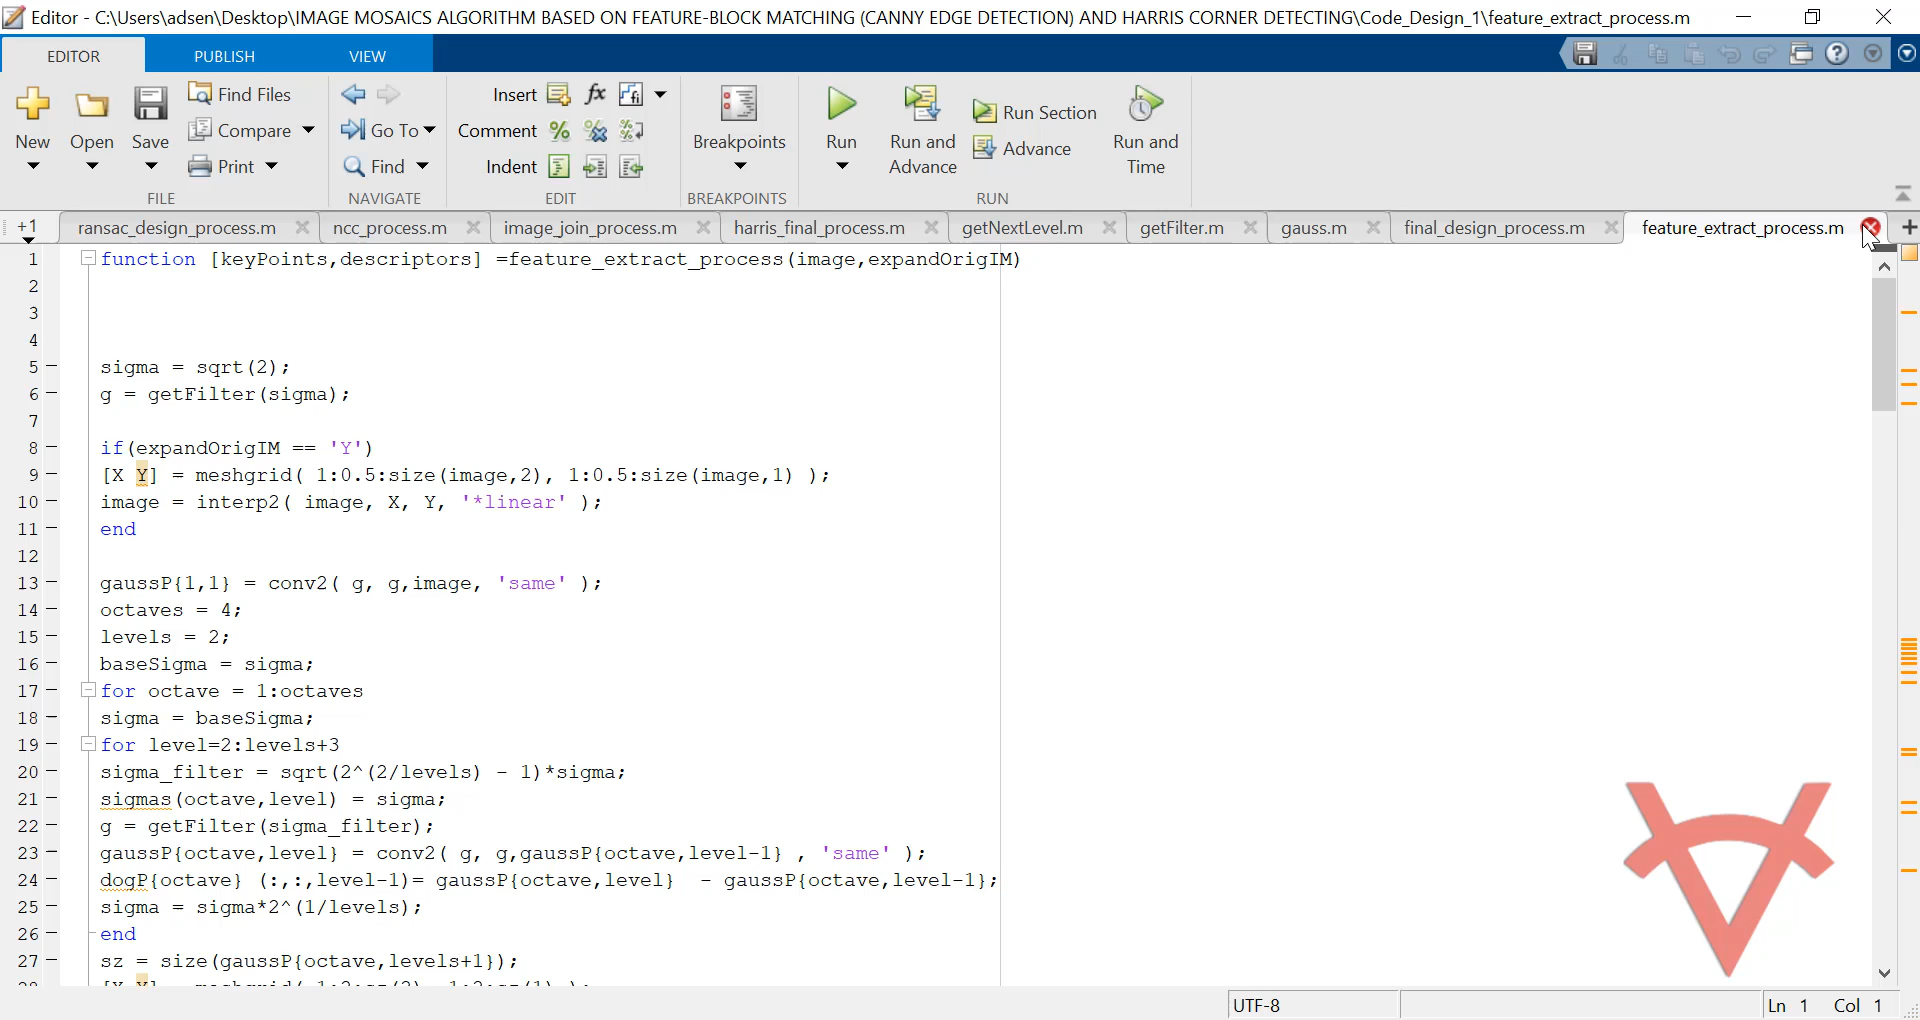 Editor - C:\Users\adsen\Desktop\IMAGE MOSAICS ALGORITHM BASED ON FEATURE-BLOCK MATCHING (CANNY EDGE DETECTION) AND HARRIS CORNER DETECTING\Code_Design_1\feature_extract_process.m
EDITOR PUBLISH VIEW
New Open Save Find Files Compare Print
Go To Find
Insert fx
Comment
Indent
Breakpoints
Run Run and Advance Run Section Advance Run and Time
FILE NAVIGATE EDIT BREAKPOINTS RUN
+1 ransac_design_process.m ncc_process.m image_join_process.m harris_final_process.m getNextLevel.m getFilter.m gauss.m final_design_process.m feature_extract_process.m +
1 function [keyPoints,descriptors] =feature_extract_process(image,expandOrigIM)
2
3
4
5 – sigma = sqrt(2);
6 – g = getFilter(sigma);
7
8 – if(expandOrigIM == 'Y')
9 – [X Y] = meshgrid( 1:0.5:size(image,2), 1:0.5:size(image,1) );
10 – image = interp2( image, X, Y, '*linear' );
11 – end
12
13 – gaussP{1,1} = conv2( g, g,image, 'same' );
14 – octaves = 4;
15 – levels = 2;
16 – baseSigma = sigma;
17 – for octave = 1:octaves
18 – sigma = baseSigma;
19 – for level=2:levels+3
20 – sigma_filter = sqrt(2^(2/levels) - 1)*sigma;
21 – sigmas(octave,level) = sigma;
22 – g = getFilter(sigma_filter);
23 – gaussP{octave,level} = conv2( g, g,gaussP{octave,level-1} , 'same' );
24 – dogP{octave} (:,:,level-1)= gaussP{octave,level}  - gaussP{octave,level-1};
25 – sigma = sigma*2^(1/levels);
26 – end
27 – sz = size(gaussP{octave,levels+1});
UTF-8 Ln 1 Col 1